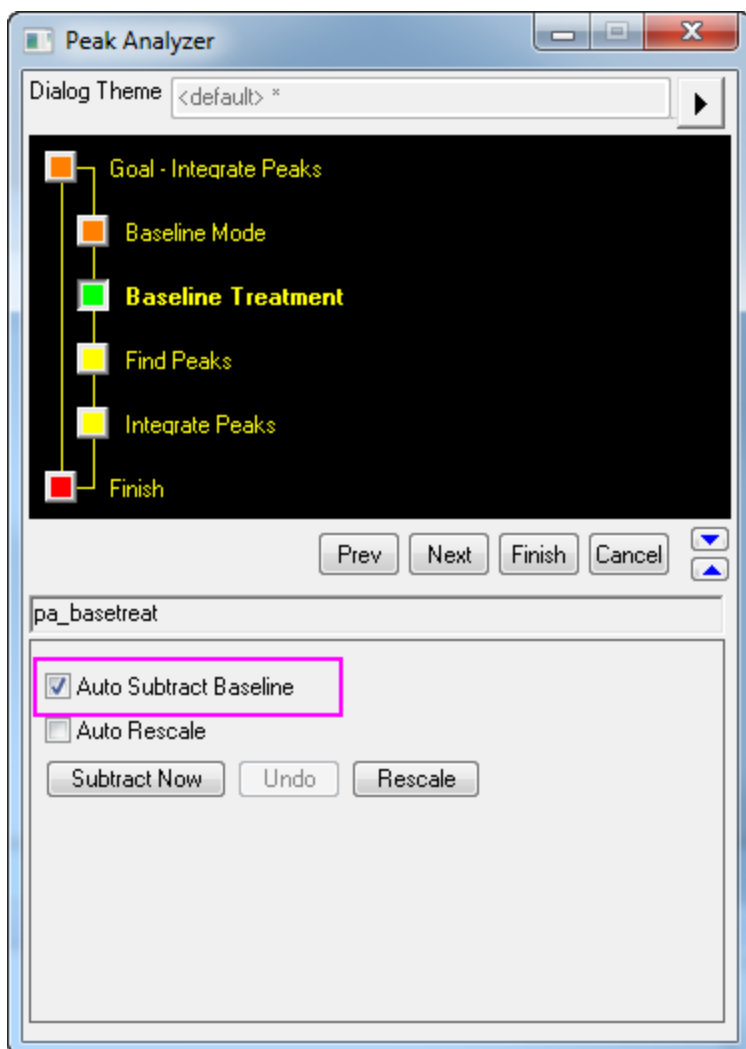 Peak Analyzer
Dialog Theme <default> *
Goal - Integrate Peaks
Baseline Mode
Baseline Treatment
Find Peaks
Integrate Peaks
Finish
Prev Next Finish Cancel
pa_basetreat
Auto Subtract Baseline
Auto Rescale
Subtract Now Undo Rescale